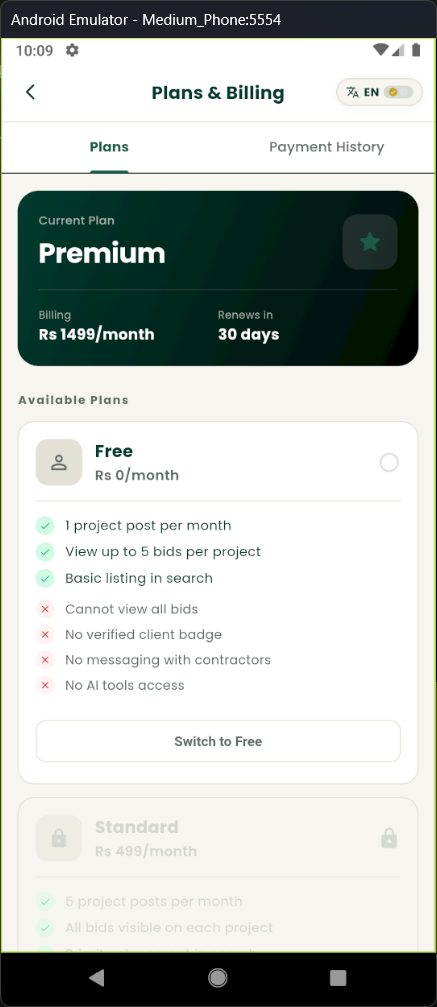 Android Emulator - Medium_Phone:5554
10:09
Plans & Billing
EN
Plans
Payment History
Current Plan
Premium
Billing
Renews in
Rs 1499/month
30 days
Available Plans
Free
Rs 0/month
1 project post per month
View up to 5 bids per project
Basic listing in search
Cannot view all bids
No verified client badge
No messaging with contractors
No AI tools access
Switch to Free
Standard
Rs 499/month
5 project posts per month
All bids visible on each project